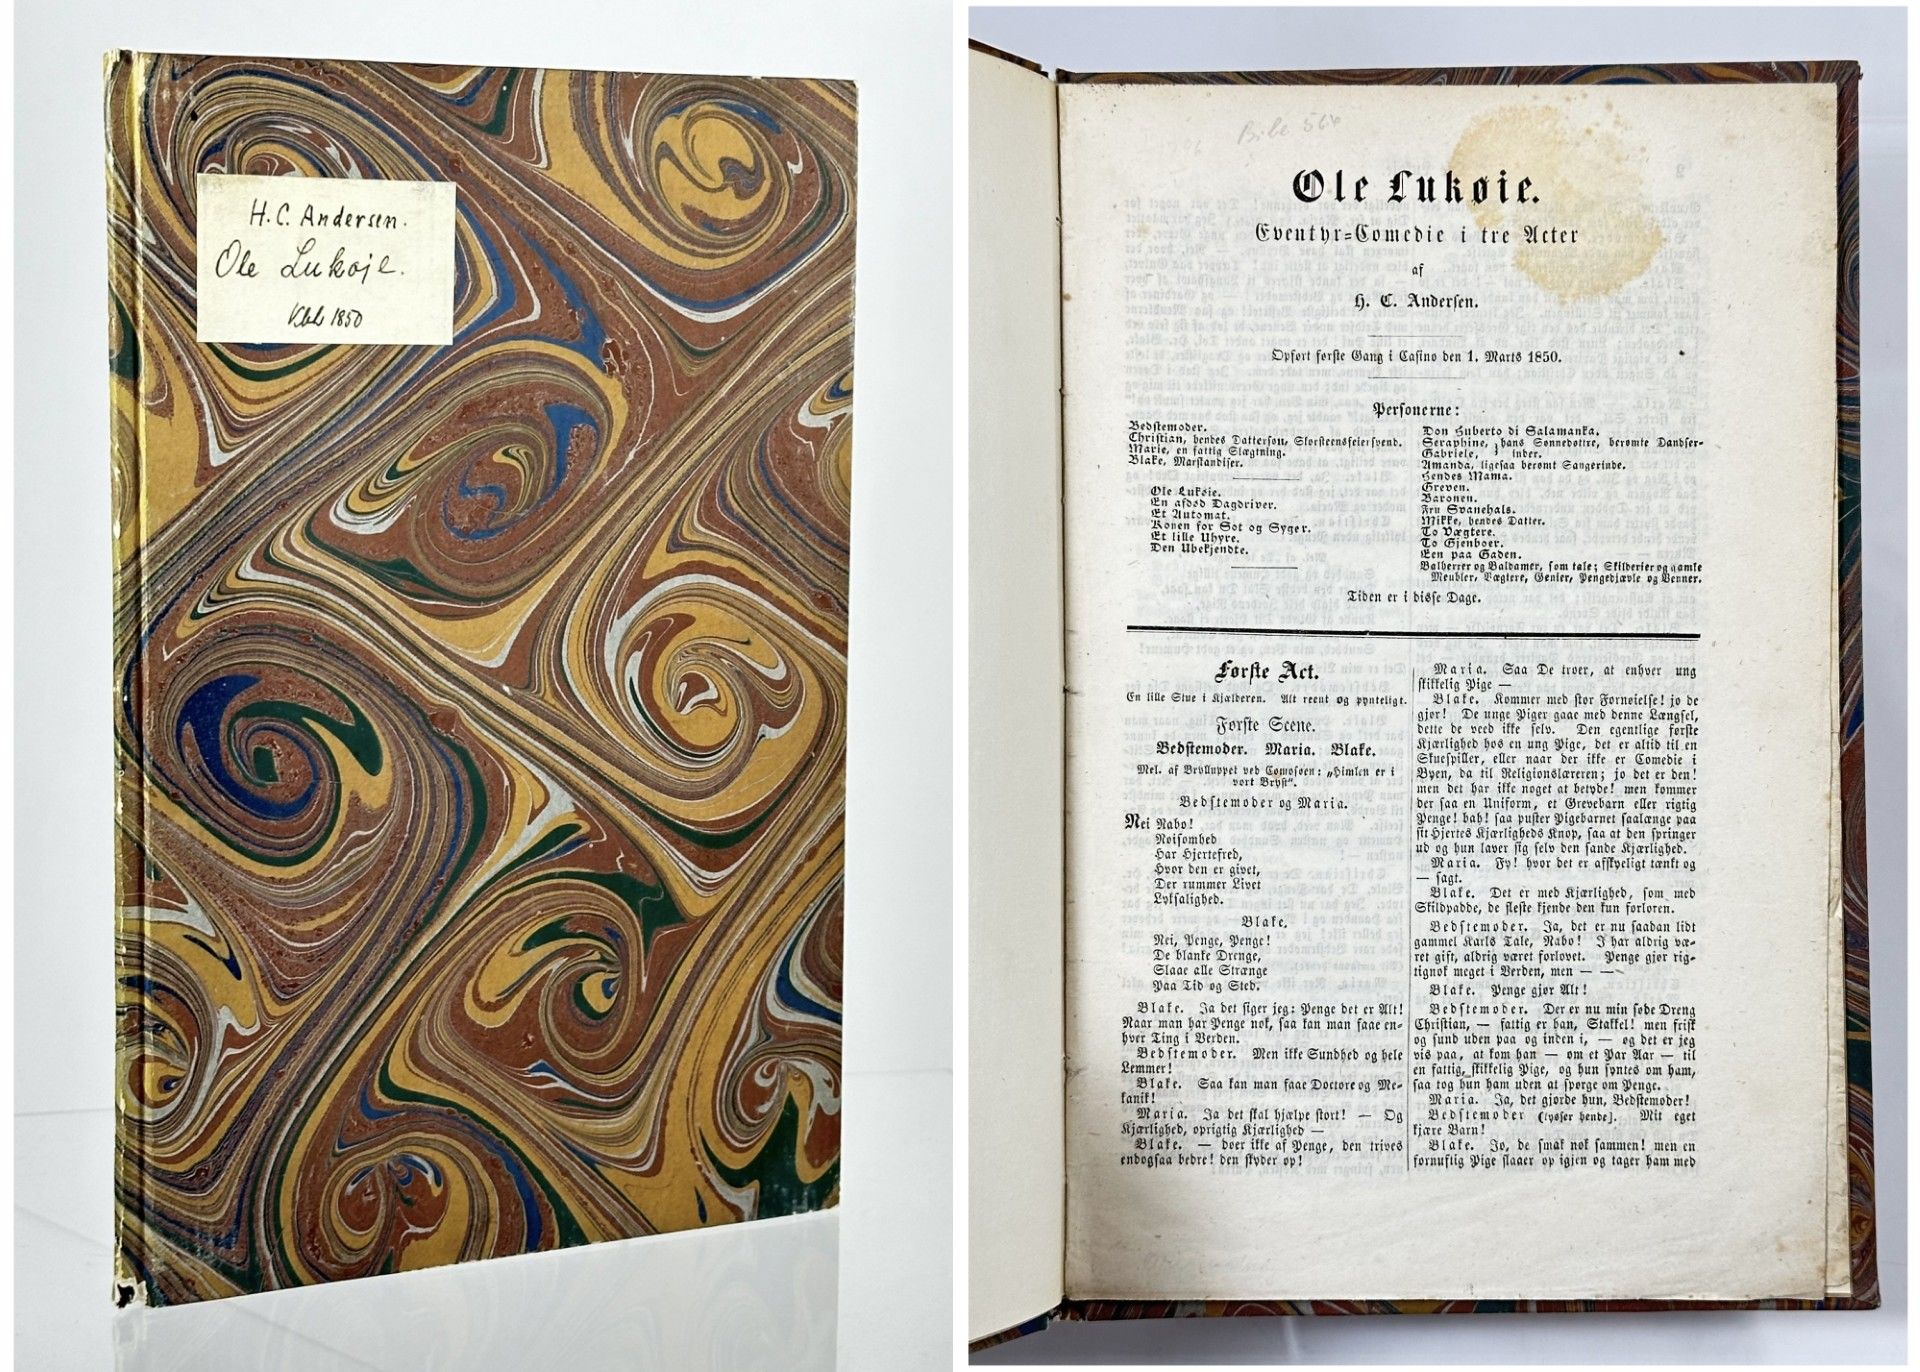 H. C. Andersen.
Ole Lukøje.
Kbh 1850
Ole Lukøie.
Eventyr=Comedie i tre Acter
af
H. C. Andersen.
Opført første Gang i Casino den 1. Marts 1850.
Personerne:
Bedstemoder.
Christian, hendes Dattersøn, Skorsteensfeiersvend.
Marie, en fattig Slægtning.
Blake, Marskandiser.
Ole Lukøie.
En afdød Dagdriver.
Et Automat.
Konen for Sot og Syger.
Et lille Uhyre.
Den Ubekjendte.
Don Huberto di Salamanka.
Seraphine, } hans Sønnedøttre, berømte Dandser-
Gabriele, } inder.
Amanda, ligesaa berømt Sangerinde.
Hendes Mama.
Greven.
Baronen.
Fru Svanehals.
Mikke, hendes Datter.
To Vægtere.
To Gjenboer.
Een paa Gaden.
Balherrer og Baldamer, som tale; Skilderier og gamle
Meubler, Vægtere, Genier, Pengedjævle og Venner.
Tiden er i disse Dage.
Første Act.
En lille Stue i Kjælderen. Alt reent og pynteligt.
Første Scene.
Bedstemoder. Maria. Blake.
Mel. af Brylluppet ved Comosøen: „Himlen er i
vort Bryst“.
Bedstemoder og Maria.
Nei Nabo!
Nøisomhed
Har Hjertefred,
Hvor den er givet,
Der rummer Livet
Lyksalighed.
Blake.
Nei, Penge, Penge!
De blanke Drenge,
Slaae alle Strænge
Paa Tid og Sted.
Blake. Ja det siger jeg: Penge det er Alt!
Naar man har Penge nok, saa kan man faae en-
hver Ting i Verden.
Bedstemoder. Men ikke Sundhed og hele
Lemmer!
Blake. Saa kan man faae Doctore og Me-
kanik!
Maria. Ja det skal hjælpe stort! — Og
Kjærlighed, oprigtig Kjærlighed —
Blake. — døer ikke af Penge, den trives
endogsaa bedre! den skyder op!
Maria. Saa De troer, at enhver ung
skikkelig Pige —
Blake. Kommer med stor Fornøielse! jo de
gjør! De unge Piger gaae med denne Længsel,
dette de veed ikke selv. Den egentlige første
Kjærlighed hos en ung Pige, det er altid til en
Skuespiller, eller naar der ikke er Comedie i
Byen, da til Religionslæreren; jo det er den!
men det har ikke noget at betyde! men kommer
der saa en Uniform, et Grevebarn eller rigtig
Penge! bah! saa puster Pigebarnet saalænge paa
sit Hjertes Kjærligheds Knop, saa at den springer
ud og hun laver sig selv den sande Kjærlighed.
Maria. Fy! hvor det er afskyeligt tænkt og
— sagt.
Blake. Det er med Kjærlighed, som med
Skildpadde, de fleste kjende den kun forloren.
Bedstemoder. Ja, det er nu saadan lidt
gammel Karls Tale, Nabo! I har aldrig væ-
ret gift, aldrig været forlovet. Penge gjør rig-
tignok meget i Verden, men — —
Blake. Penge gjør Alt!
Bedstemoder. Der er nu min søde Dreng
Christian, — fattig er han, Stakkel! men frisk
og sund uden paa og inden i, — og det er jeg
vis paa, at kom han — om et Par Aar — til
en fattig, skikkelig Pige, og hun syntes om ham,
saa tog hun ham uden at spørge om Penge.
Maria. Ja, det gjorde hun, Bedstemoder!
Bedstemoder (kysser hende). Mit eget
kjære Barn!
Blake. Jo, de smak nok sammen! men en
fornuftig Pige slaaer op igjen og tager ham med